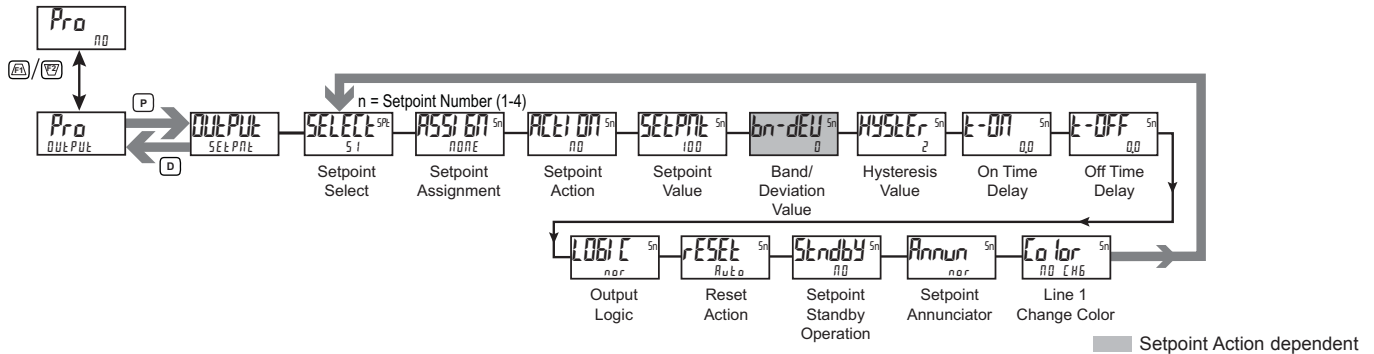 Pro
NO
F1 / F2
Pro
OUtPUt
P
D
OUtPUt
SEtPNt
n = Setpoint Number (1-4)
SELECt SPt
S1
Setpoint
Select
ASSIGN Sn
NONE
Setpoint
Assignment
ACtION Sn
NO
Setpoint
Action
SEtPNt Sn
100
Setpoint
Value
bn-dEV Sn
0
Band/
Deviation
Value
HYStEr Sn
2
Hysteresis
Value
t-ON Sn
0.0
On Time
Delay
t-OFF Sn
0.0
Off Time
Delay
LOGIC Sn
nor
Output
Logic
rESEt Sn
Auto
Reset
Action
Stndby Sn
NO
Setpoint
Standby
Operation
Annun Sn
nor
Setpoint
Annunciator
Color Sn
NO CHG
Line 1
Change Color
Setpoint Action dependent